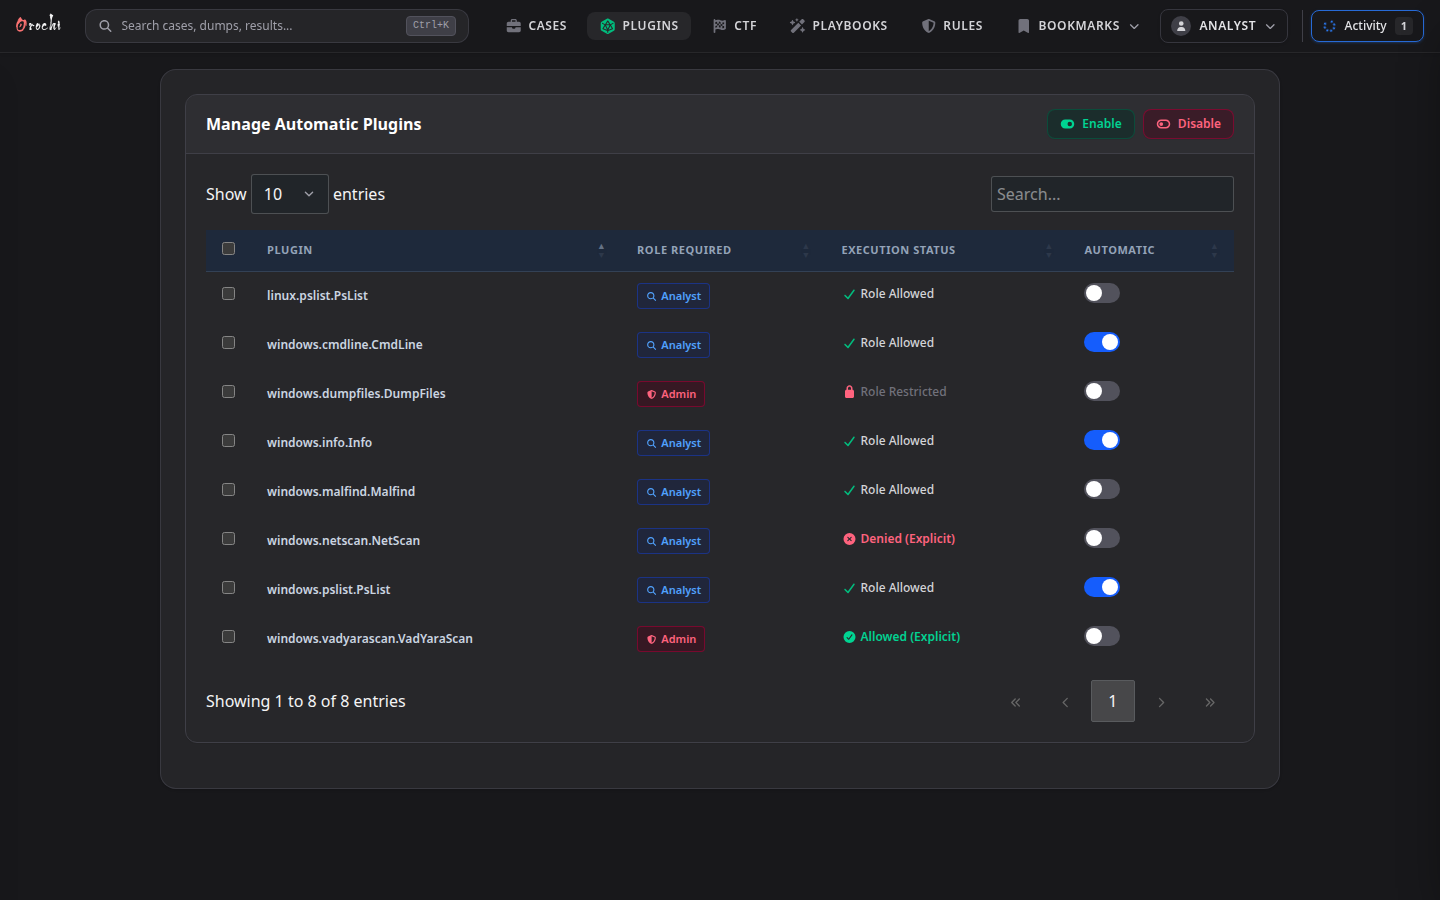 Orochi
Search cases, dumps, results... Ctrl+K
CASES
PLUGINS
CTF
PLAYBOOKS
RULES
BOOKMARKS
ANALYST
Activity 1
Manage Automatic Plugins
Enable
Disable
Show 10 entries
Search...
PLUGIN ROLE REQUIRED EXECUTION STATUS AUTOMATIC
linux.pslist.PsList Analyst Role Allowed
windows.cmdline.CmdLine Analyst Role Allowed
windows.dumpfiles.DumpFiles Admin Role Restricted
windows.info.Info Analyst Role Allowed
windows.malfind.Malfind Analyst Role Allowed
windows.netscan.NetScan Analyst Denied (Explicit)
windows.pslist.PsList Analyst Role Allowed
windows.vadyarascan.VadYaraScan Admin Allowed (Explicit)
Showing 1 to 8 of 8 entries
« ‹ 1 › »